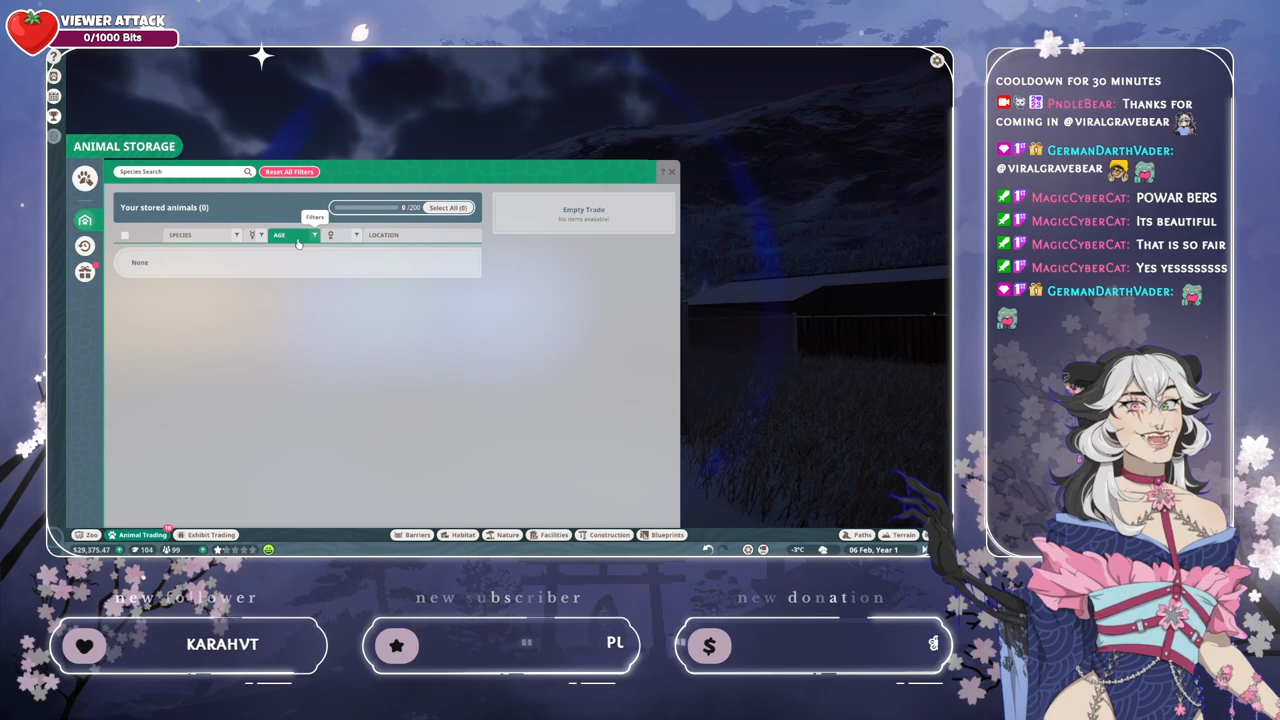 VIEWER ATTACK
0/1000 Bits
ANIMAL STORAGE
Species Search
Reset All Filters
?
Your stored animals (0)
0 /200
Select All (0)
Filters
SPECIES
AGE
LOCATION
None
Empty Trade
No items available!
Zoo
Animal Trading
Exhibit Trading
Barriers
Habitat
Nature
Facilities
Construction
Blueprints
Paths
Terrain
$29,375.47
104
99
-3°C
06 Feb, Year 1
COOLDOWN FOR 30 MINUTES
PNDLEBEAR: THANKS FOR
COMING IN @VIRALGRAVEBEAR
GERMANDARTHVADER:
@VIRALGRAVEBEAR
MAGICCYBERCAT: POWAR BERS
MAGICCYBERCAT: ITS BEAUTIFUL
MAGICCYBERCAT: THAT IS SO FAIR
MAGICCYBERCAT: YES YESSSSSSSS
GERMANDARTHVADER:
new follower
KARAHVT
new subscriber
PL
new donation
$